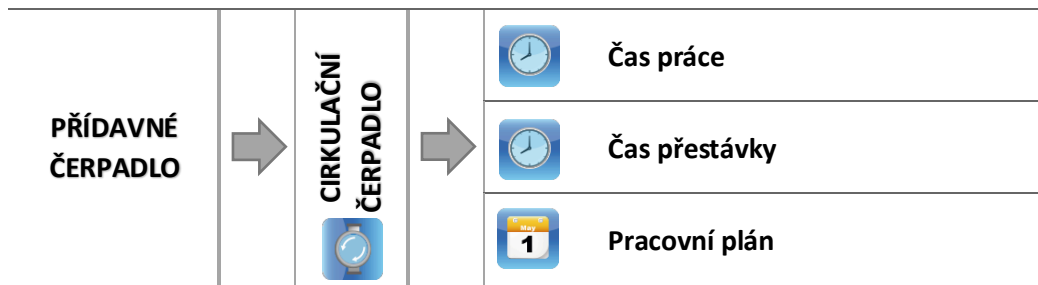 PŘÍDAVNÉ
ČERPADLO
CIRKULAČNÍ
ČERPADLO
Čas práce
Čas přestávky
May
1
Pracovní plán